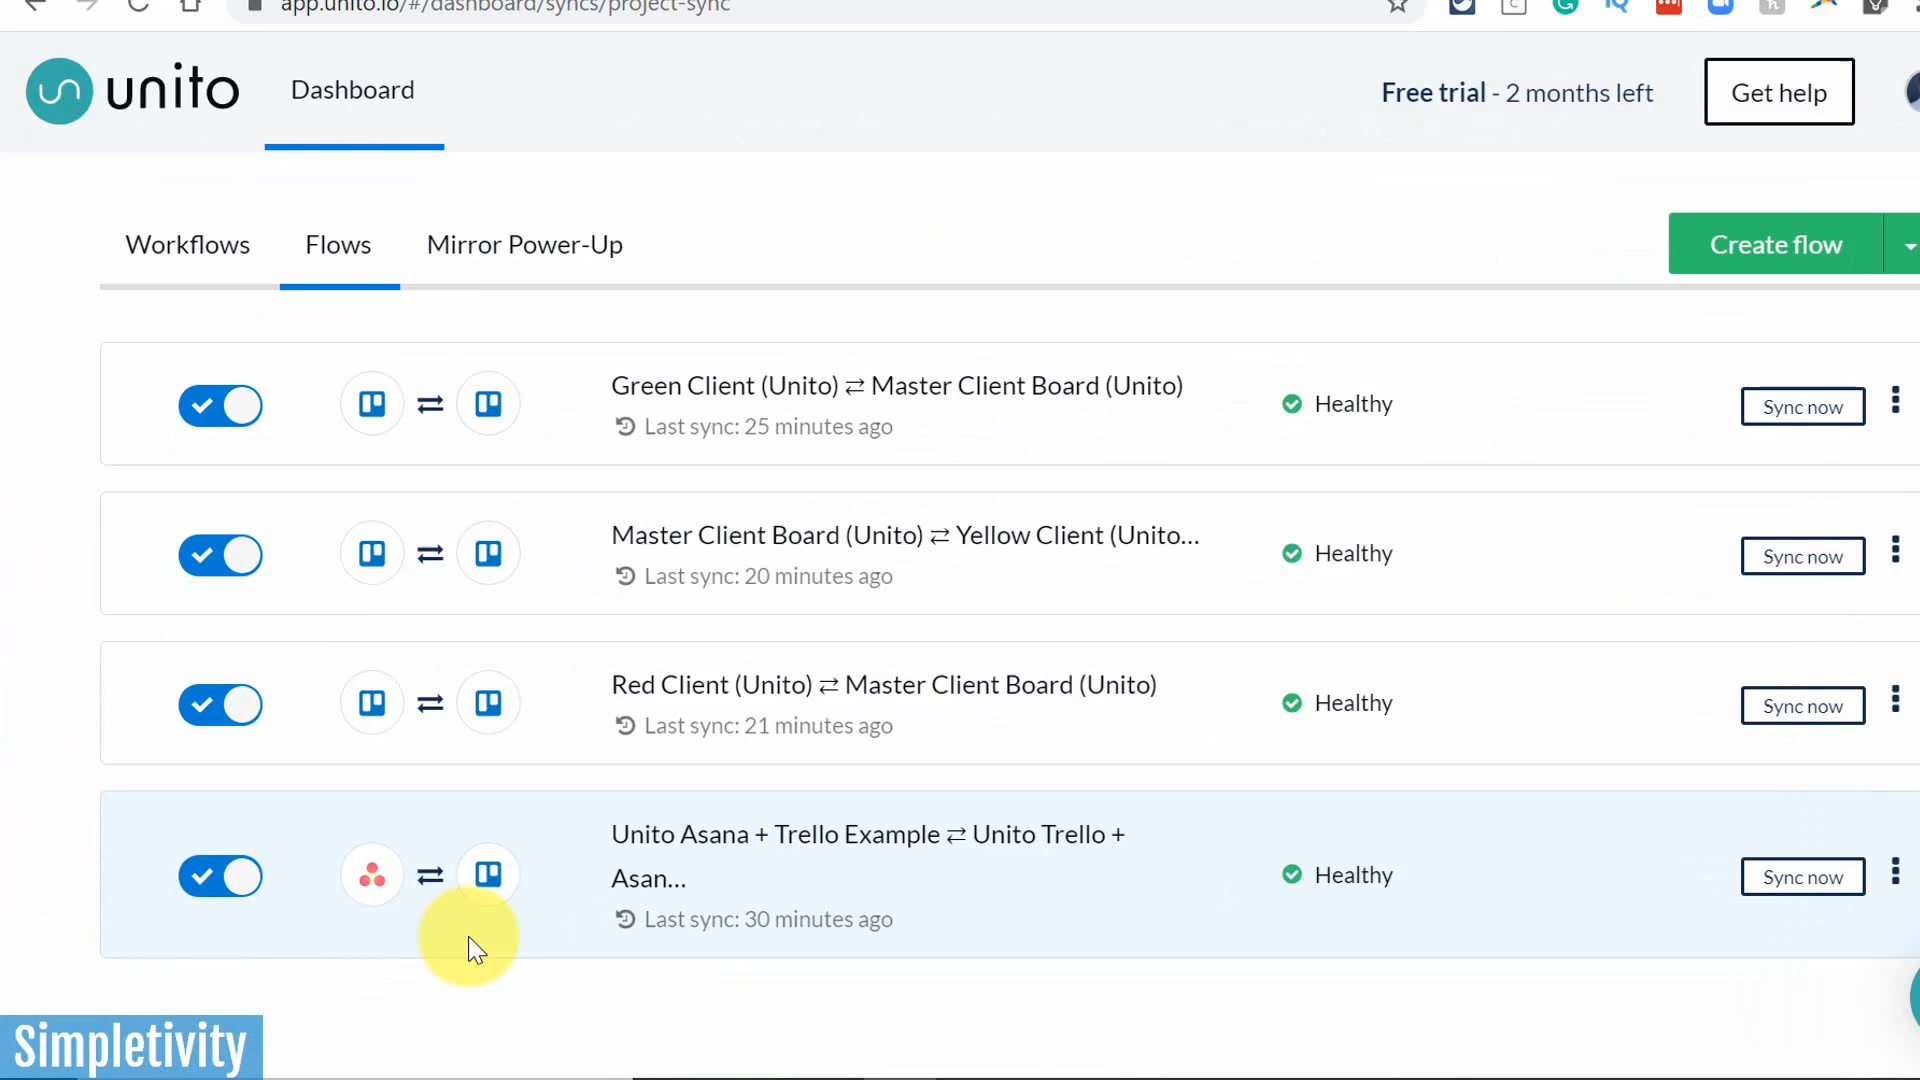 app.unito.io/#/dashboard/syncs/project-sync
unito
Dashboard
Free trial - 2 months left
Get help
Workflows
Flows
Mirror Power-Up
Create flow
Green Client (Unito) ⇄ Master Client Board (Unito)
Last sync: 25 minutes ago
Healthy
Sync now
Master Client Board (Unito) ⇄ Yellow Client (Unito...
Last sync: 20 minutes ago
Healthy
Sync now
Red Client (Unito) ⇄ Master Client Board (Unito)
Last sync: 21 minutes ago
Healthy
Sync now
Unito Asana + Trello Example ⇄ Unito Trello +
Asan...
Last sync: 30 minutes ago
Healthy
Sync now
Simpletivity